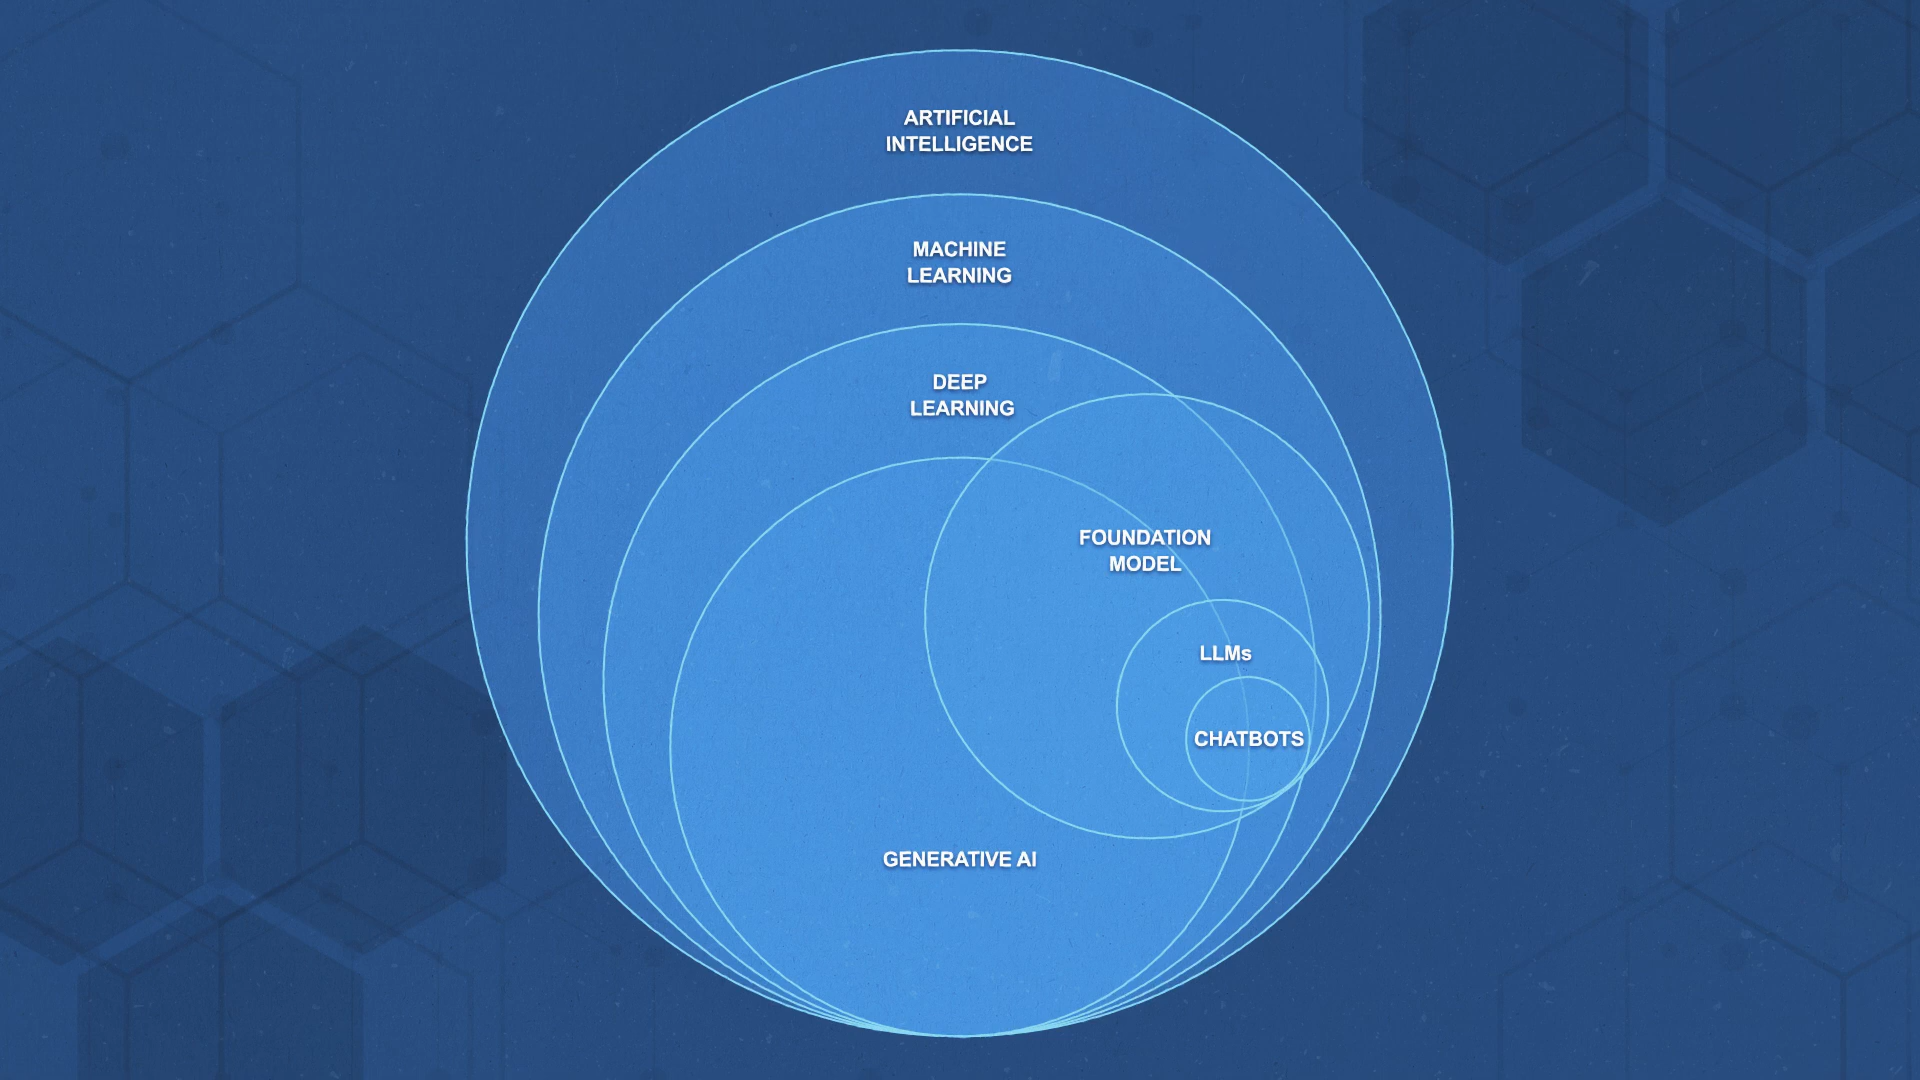 ARTIFICIAL
INTELLIGENCE
MACHINE
LEARNING
DEEP
LEARNING
FOUNDATION
MODEL
LLMs
CHATBOTS
GENERATIVE AI